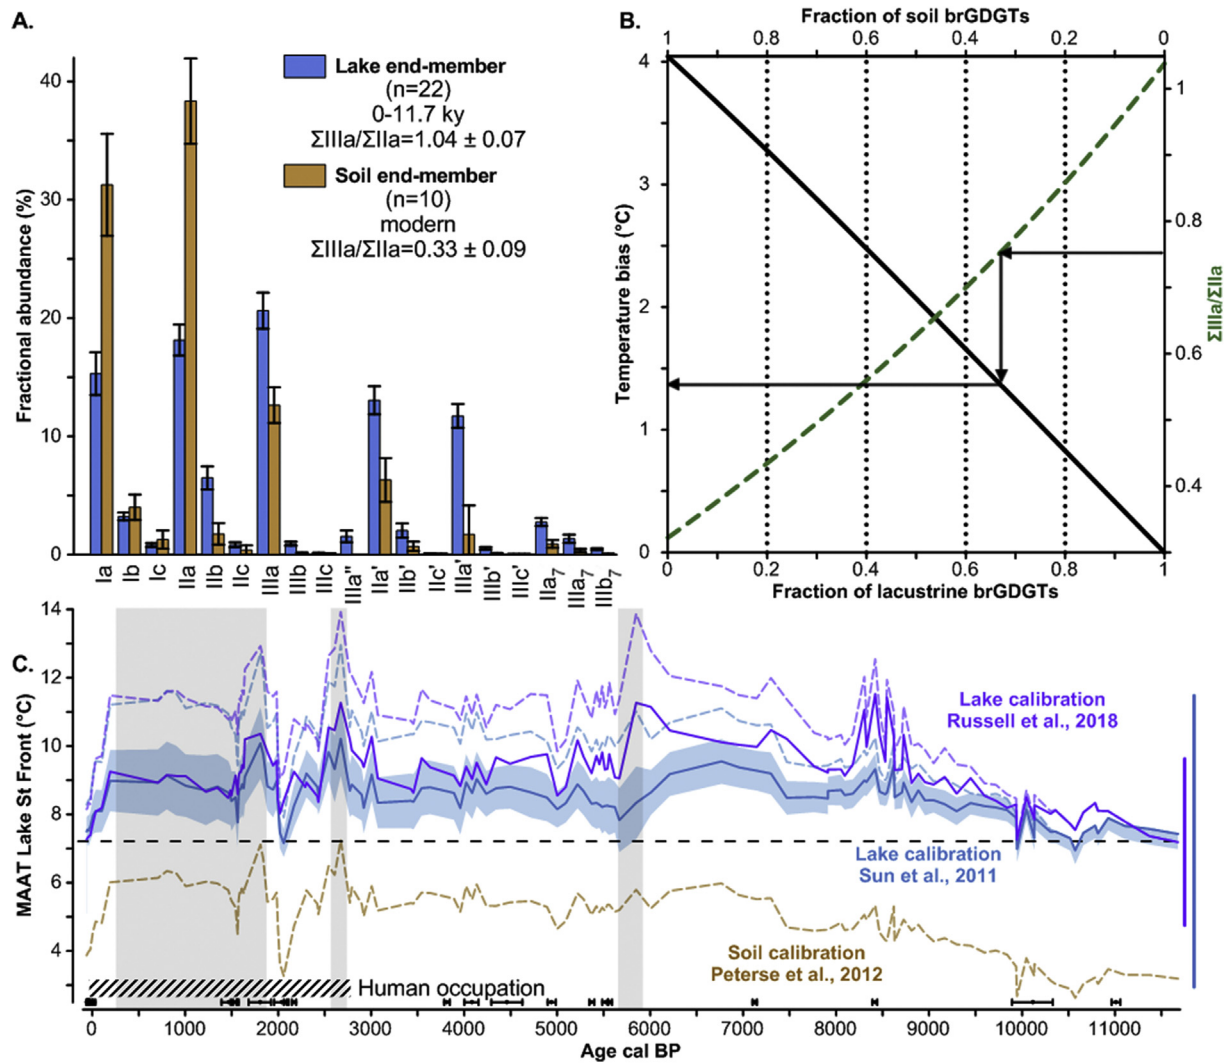 A.
Fractional abundance (%)
40
30
20
10
0
Lake end-member
(n=22)
0-11.7 ky
ΣIIIa/ΣIIa=1.04 ± 0.07
Soil end-member
(n=10)
modern
ΣIIIa/ΣIIa=0.33 ± 0.09
Ia
Ib
Ic
IIa
IIb
IIc
IIIa
IIIb
IIIc
IIIa"
IIa'
IIb'
IIc'
IIIa'
IIIb'
IIIc'
IIa₇
IIIa₇
IIIb₇
B.
Fraction of soil brGDGTs
1 0.8 0.6 0.4 0.2 0
Temperature bias (°C)
4
3
2
1
0
ΣIIIa/ΣIIa
1
0.8
0.6
0.4
0 0.2 0.4 0.6 0.8 1
Fraction of lacustrine brGDGTs
C.
MAAT Lake St Front (°C)
14
12
10
8
6
4
Lake calibration
Russell et al., 2018
Lake calibration
Sun et al., 2011
Soil calibration
Peterse et al., 2012
Human occupation
0 1000 2000 3000 4000 5000 6000 7000 8000 9000 10000 11000
Age cal BP